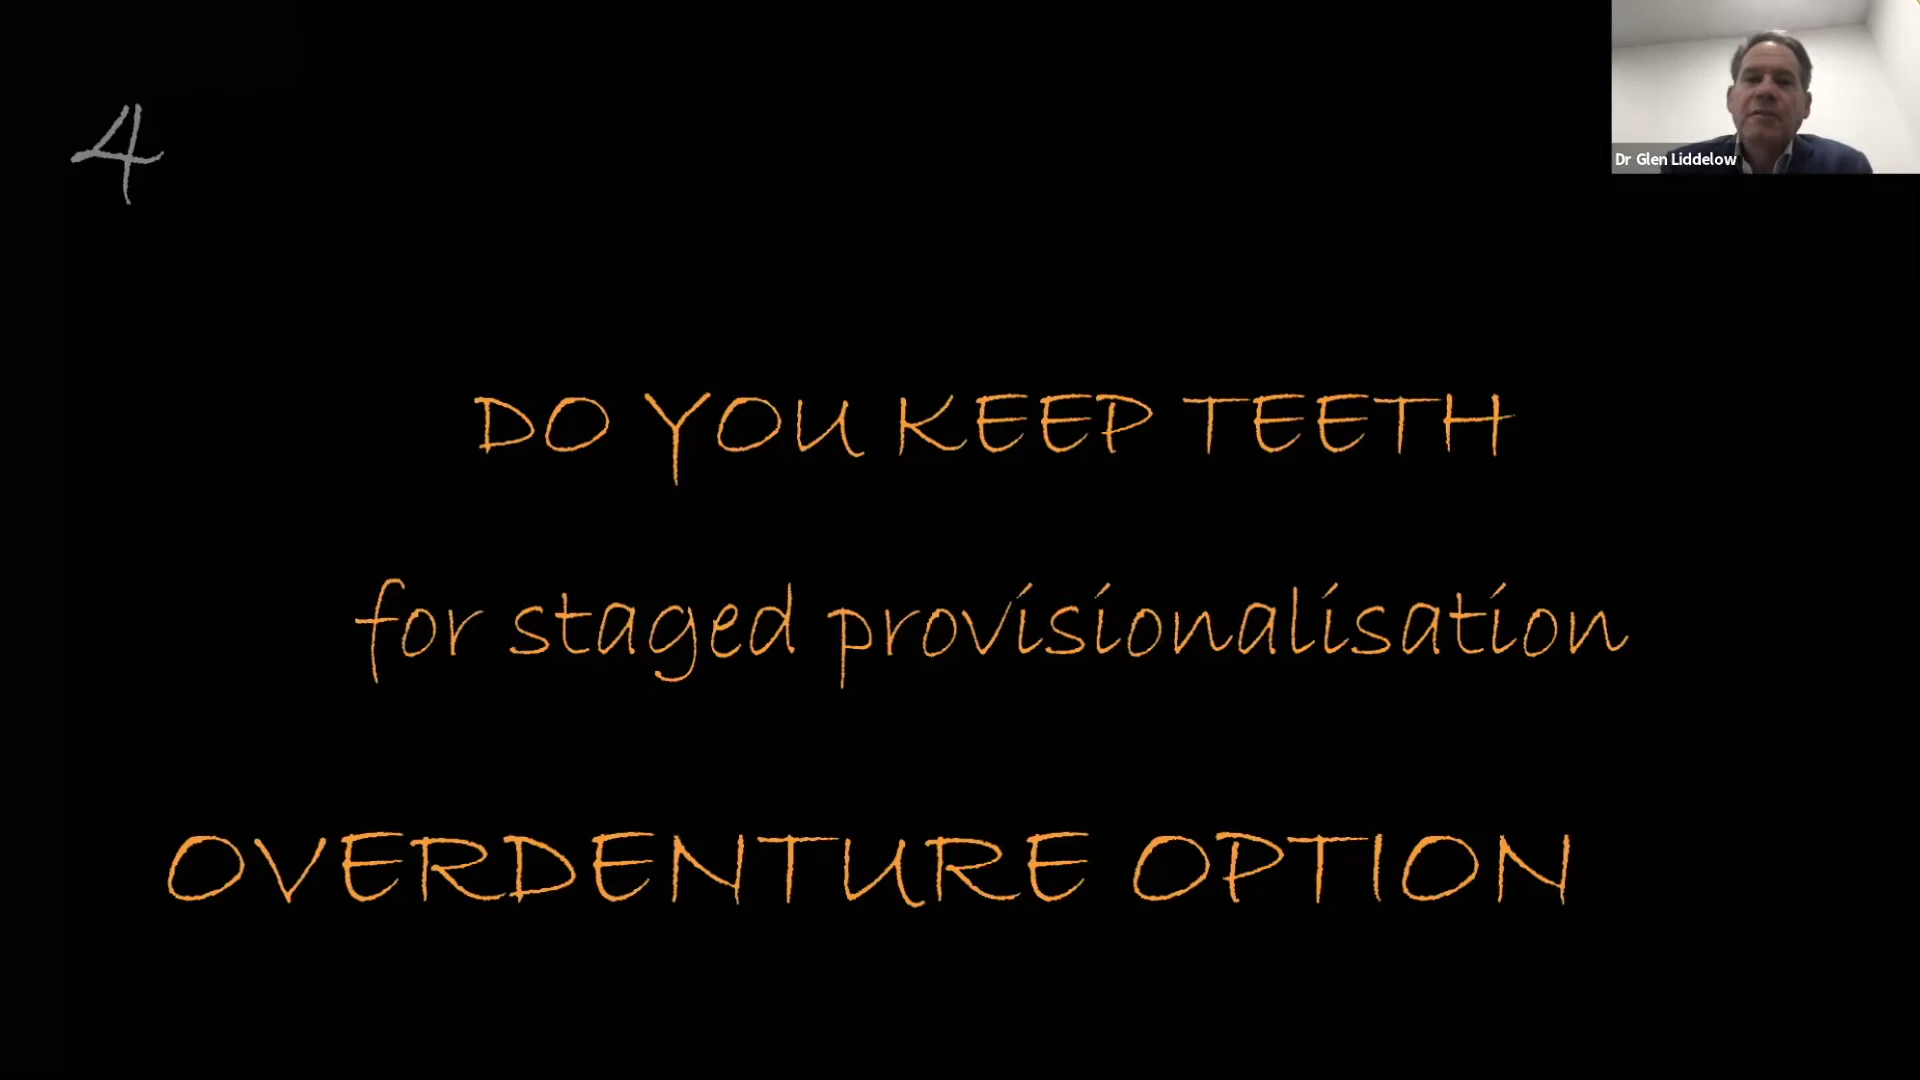 4
Dr Glen Liddelow
DO YOU KEEP TEETH
for staged provisionalisation
OVERDENTURE OPTION